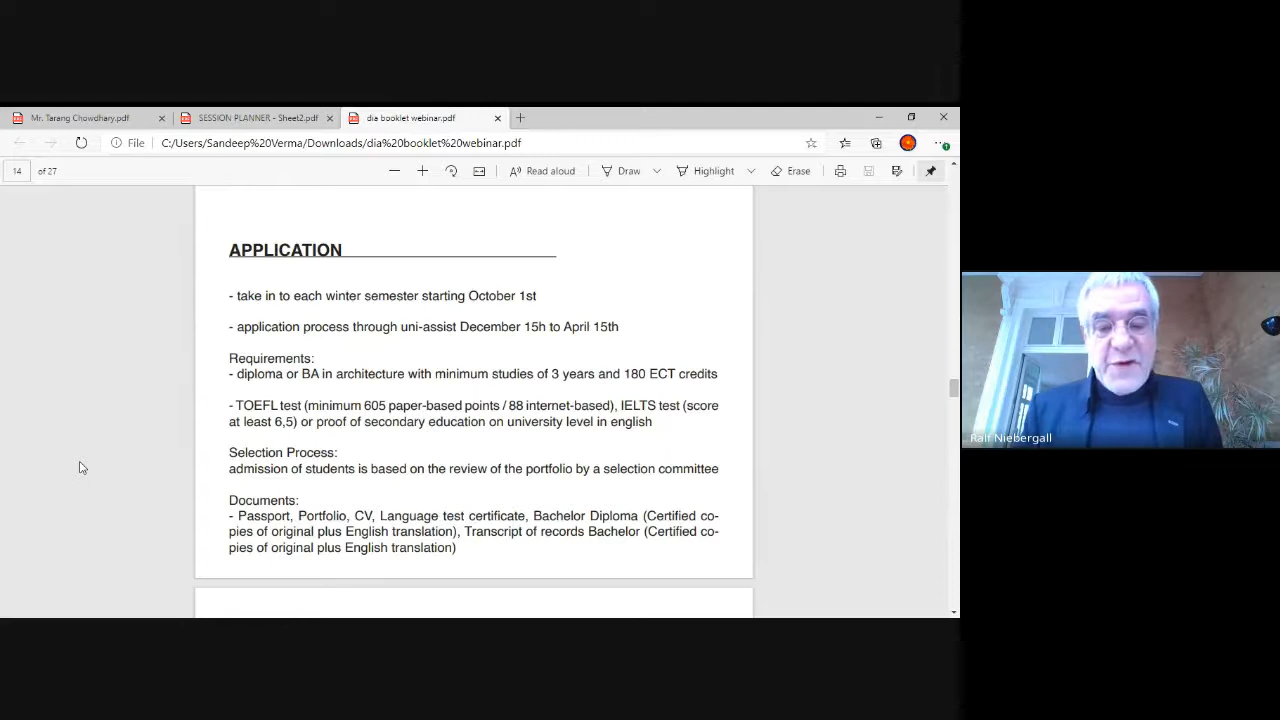 Mr. Tarang Chowdhary.pdf
SESSION PLANNER - Sheet2.pdf
dia booklet webinar.pdf
File
C:/Users/Sandeep%20Verma/Downloads/dia%20booklet%20webinar.pdf
14 of 27
Read aloud
Draw
Highlight
Erase
APPLICATION
- take in to each winter semester starting October 1st
- application process through uni-assist December 15h to April 15th
Requirements:
- diploma or BA in architecture with minimum studies of 3 years and 180 ECT credits
- TOEFL test (minimum 605 paper-based points / 88 internet-based), IELTS test (score
at least 6,5) or proof of secondary education on university level in english
Selection Process:
admission of students is based on the review of the portfolio by a selection committee
Documents:
- Passport, Portfolio, CV, Language test certificate, Bachelor Diploma (Certified co-
pies of original plus English translation), Transcript of records Bachelor (Certified co-
pies of original plus English translation)
Ralf Niebergall